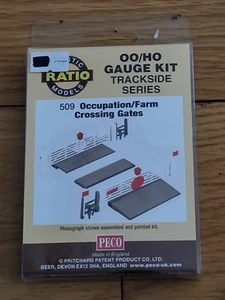 PLASTIC
RATIO
MODELS
OO/HO
GAUGE KIT
TRACKSIDE
SERIES
509 Occupation/Farm
Crossing Gates
Photograph shows assembled and painted kit.
PECO
Made in England
© PRITCHARD PATENT PRODUCT CO. LTD.
BEER, DEVON EX12 3NA, ENGLAND www.peco-uk.com